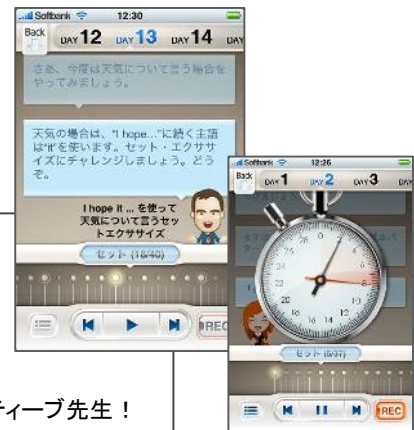 Softbank 12:30
Back DAY 12 DAY 13 DAY 14 DAY
さあ、今度は天気について言う場合を
やってみましょう。
天気の場合は、"I hope..."に続く主語
は"it"を使います。セット・エクササ
イズにチャレンジしましょう。どう
ぞ。
I hope it ... を使って
天気について言うセッ
トエクササイズ
セット (18/40)
REC
Softbank 12:26
Back DAY 1 DAY 2 DAY 3 DAY
セット
REC
ティーブ先生！